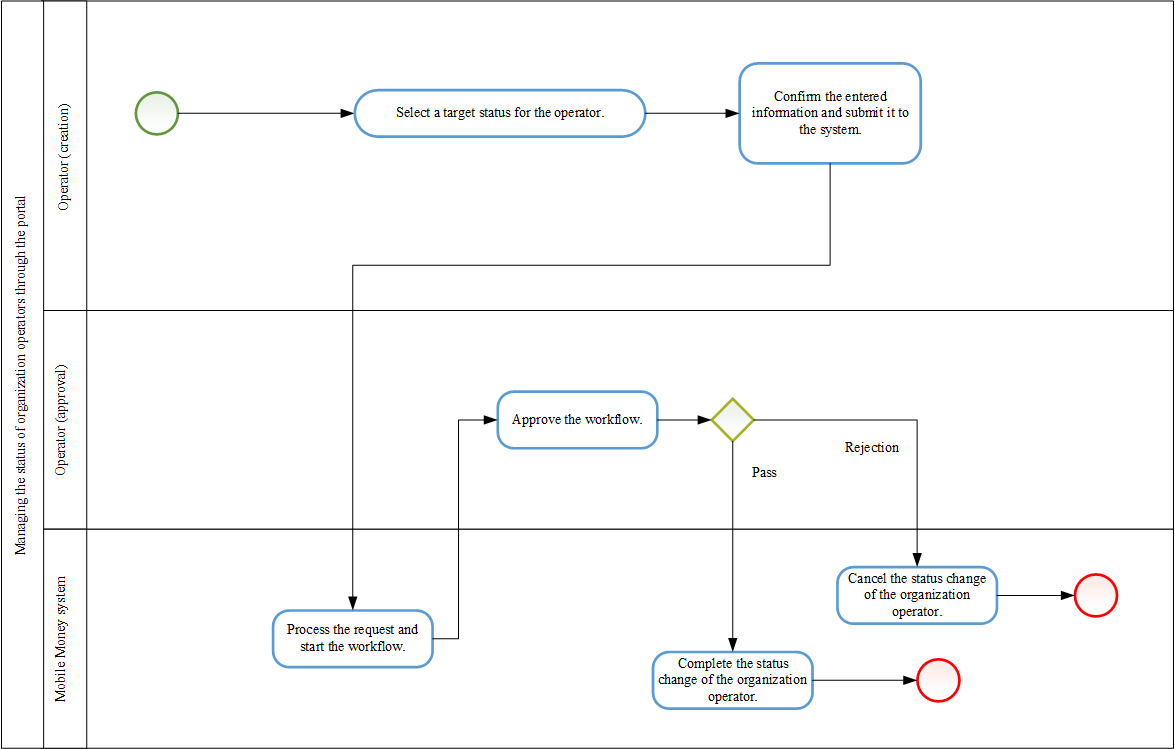 Managing the status of organization operators through the portal
Operator (creation)
Select a target status for the operator.
Confirm the entered
information and submit it to
the system.
Operator (approval)
Approve the workflow.
Rejection
Pass
Mobile Money system
Process the request and
start the workflow.
Cancel the status change
of the organization
operator.
Complete the status
change of the organization
operator.